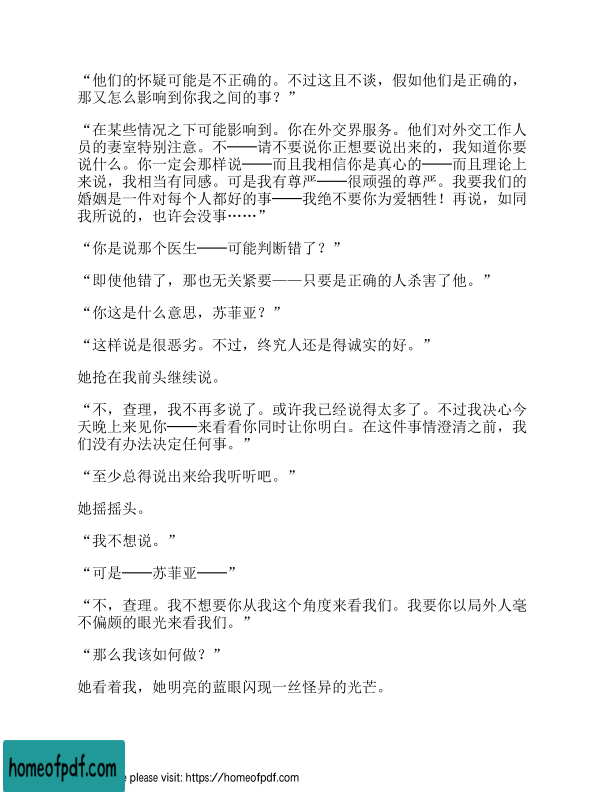 “他们的怀疑可能是不正确的。不过这且不谈，假如他们是正确的，
那又怎么影响到你我之间的事？”
“在某些情况之下可能影响到。你在外交界服务。他们对外交工作人
员的妻室特别注意。不──请不要说你正想要说出来的，我知道你要
说什么。你一定会那样说──而且我相信你是真心的──而且理论上
来说，我相当有同感。可是我有尊严──很顽强的尊严。我要我们的
婚姻是一件对每个人都好的事──我绝不要你为爱牺牲！再说，如同
我所说的，也许会没事……”
“你是说那个医生──可能判断错了？”
“即使他错了，那也无关紧要——只要是正确的人杀害了他。”
“你这是什么意思，苏菲亚？”
“这样说是很恶劣。不过，终究人还是得诚实的好。”
她抢在我前头继续说。
“不，查理，我不再多说了。或许我已经说得太多了。不过我决心今
天晚上来见你──来看看你同时让你明白。在这件事情澄清之前，我
们没有办法决定任何事。”
“至少总得说出来给我听听吧。”
她摇摇头。
“我不想说。”
“可是──苏菲亚──”
“不，查理。我不想要你从我这个角度来看我们。我要你以局外人毫
不偏颇的眼光来看我们。”
“那么我该如何做？”
她看着我，她明亮的蓝眼闪现一丝怪异的光芒。
homeofpdf.com
e please visit: https://homeofpdf.com